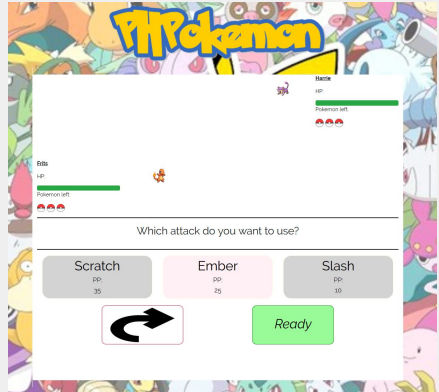 PHPokemon
Harrie
HP:
Pokemon left:
Frits
HP:
Pokemon left:
Which attack do you want to use?
Scratch
PP:
35
Ember
PP:
25
Slash
PP:
10
Ready